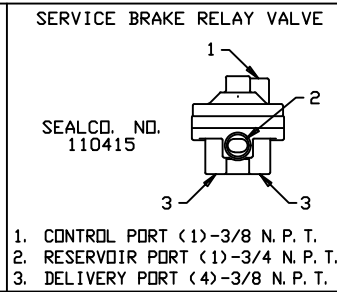 SERVICE BRAKE RELAY VALVE
1
2
SEALCO. NO.
110415
3 3
1. CONTROL PORT (1)-3/8 N.P.T.
2. RESERVOIR PORT (1)-3/4 N.P.T.
3. DELIVERY PORT (4)-3/8 N.P.T.